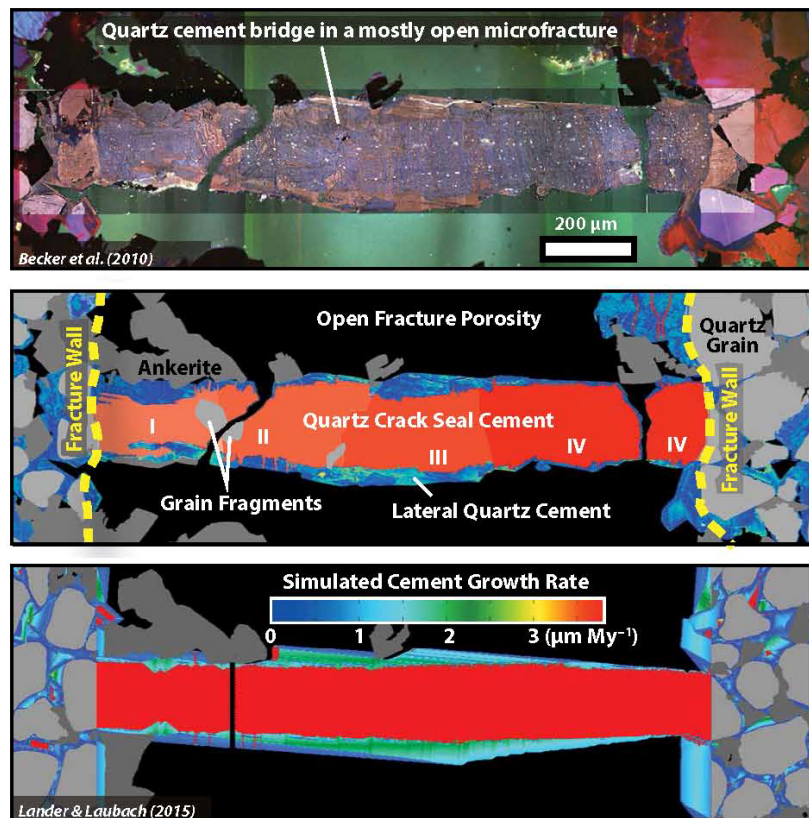 Quartz cement bridge in a mostly open microfracture
200 µm
Becker et al. (2010)
Open Fracture Porosity
Quartz
Grain
Ankerite
Fracture Wall
Fracture Wall
I
II
Quartz Crack Seal Cement
III
IV
IV
Grain Fragments
Lateral Quartz Cement
Simulated Cement Growth Rate
0 1 2 3 (µm My⁻¹)
Lander & Laubach (2015)